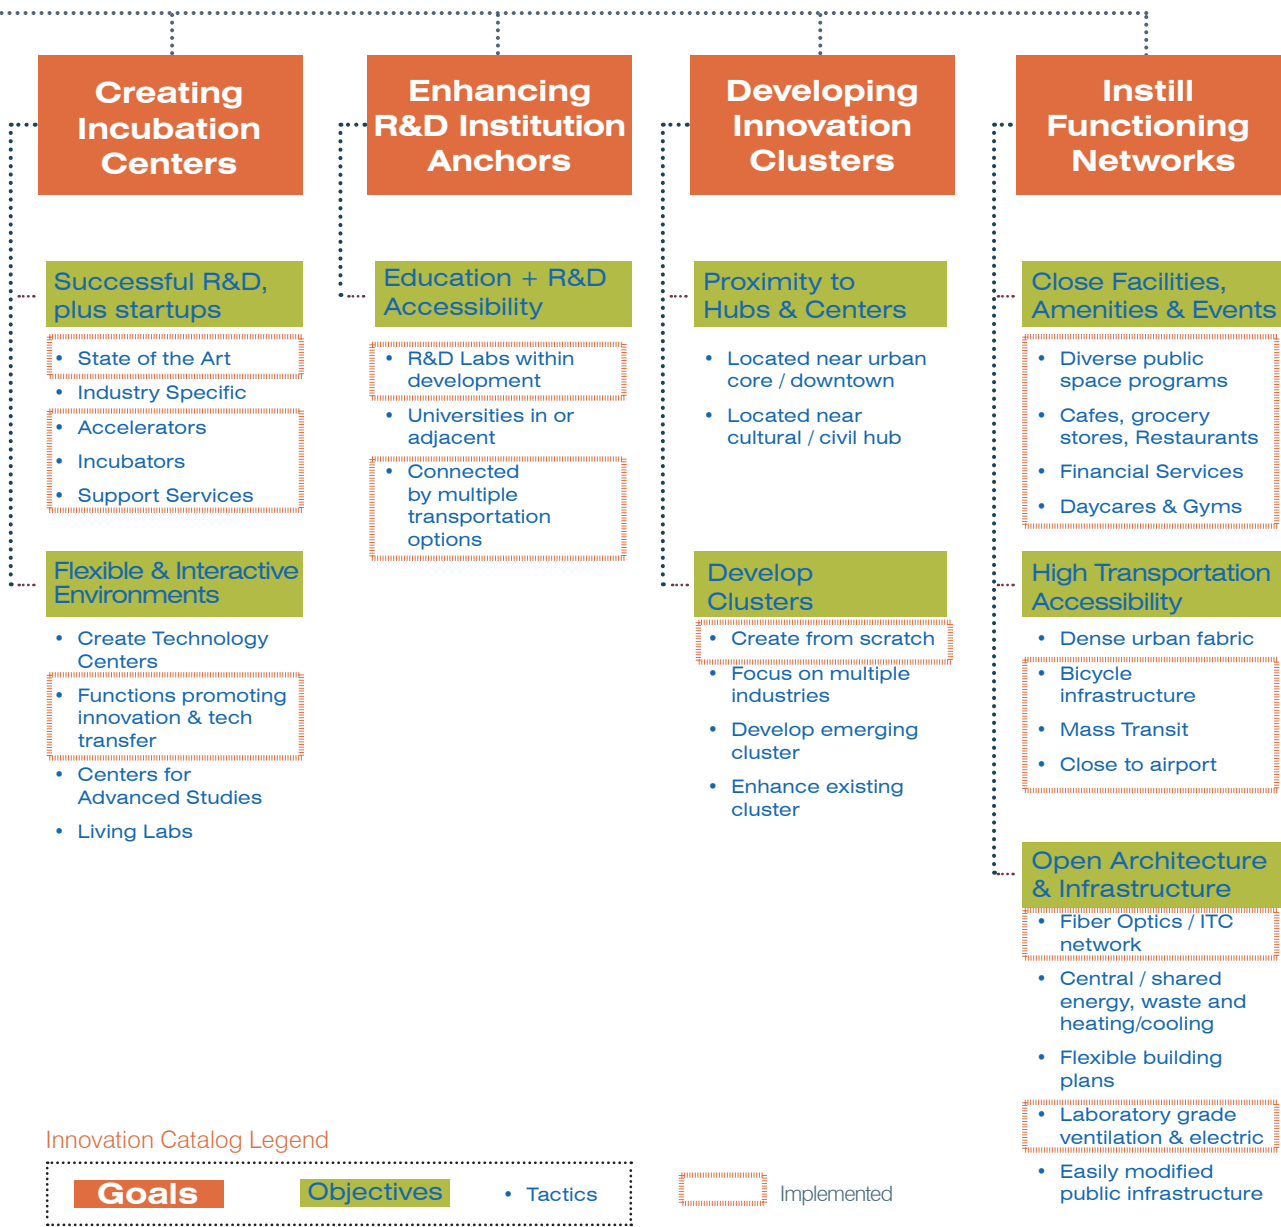 Creating
Incubation
Centers
Successful R&D,
plus startups
• State of the Art
• Industry Specific
• Accelerators
• Incubators
• Support Services
Flexible & Interactive
Environments
• Create Technology
Centers
• Functions promoting
innovation & tech
transfer
• Centers for
Advanced Studies
• Living Labs
Enhancing
R&D Institution
Anchors
Education + R&D
Accessibility
• R&D Labs within
development
• Universities in or
adjacent
• Connected
by multiple
transportation
options
Developing
Innovation
Clusters
Proximity to
Hubs & Centers
• Located near urban
core / downtown
• Located near
cultural / civil hub
Develop
Clusters
• Create from scratch
• Focus on multiple
industries
• Develop emerging
cluster
• Enhance existing
cluster
Instill
Functioning
Networks
Close Facilities,
Amenities & Events
• Diverse public
space programs
• Cafes, grocery
stores, Restaurants
• Financial Services
• Daycares & Gyms
High Transportation
Accessibility
• Dense urban fabric
• Bicycle
infrastructure
• Mass Transit
• Close to airport
Open Architecture
& Infrastructure
• Fiber Optics / ITC
network
• Central / shared
energy, waste and
heating/cooling
• Flexible building
plans
• Laboratory grade
ventilation & electric
• Easily modified
public infrastructure
Innovation Catalog Legend
Goals
Objectives
• Tactics
Implemented